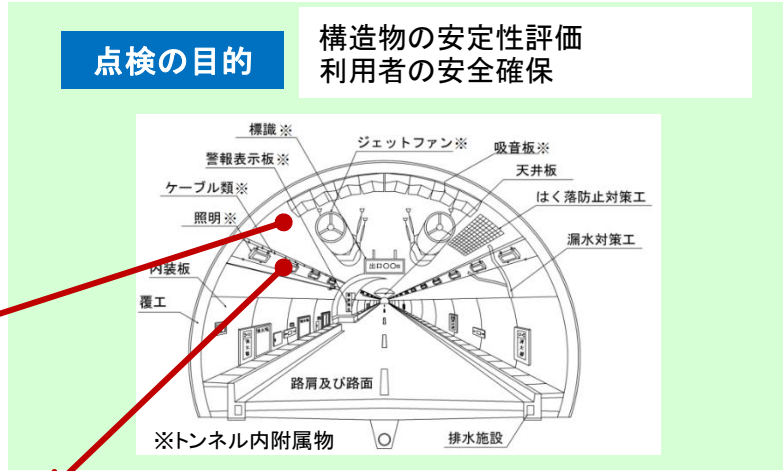 点検の目的
構造物の安定性評価
利用者の安全確保
標識※
ジェットファン※
吸音板※
警報表示板※
天井板
ケーブル類※
はく落防止対策工
照明※
漏水対策工
出口〇〇m
内装板
覆工
路肩及び路面
※トンネル内附属物
排水施設